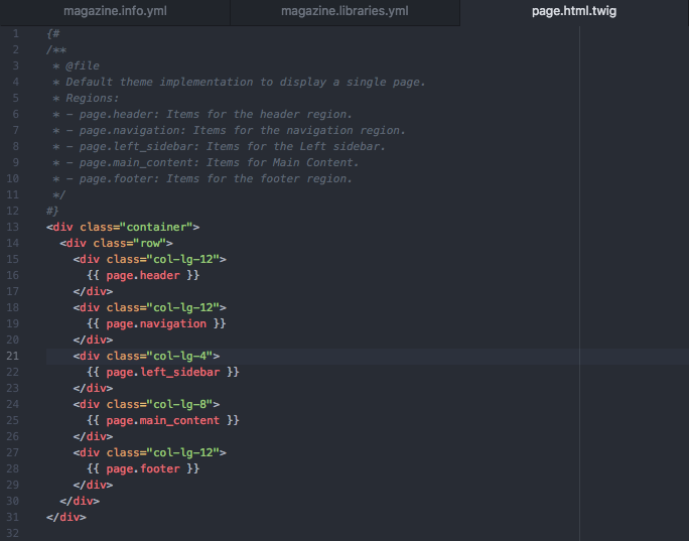 magazine.info.yml magazine.libraries.yml page.html.twig
1 {#
2 /**
3  * @file
4  * Default theme implementation to display a single page.
5  * Regions:
6  * - page.header: Items for the header region.
7  * - page.navigation: Items for the navigation region.
8  * - page.left_sidebar: Items for the Left sidebar.
9  * - page.main_content: Items for Main Content.
10  * - page.footer: Items for the footer region.
11  */
12 #}
13 <div class="container">
14   <div class="row">
15     <div class="col-lg-12">
16       {{ page.header }}
17     </div>
18     <div class="col-lg-12">
19       {{ page.navigation }}
20     </div>
21     <div class="col-lg-4">
22       {{ page.left_sidebar }}
23     </div>
24     <div class="col-lg-8">
25       {{ page.main_content }}
26     </div>
27     <div class="col-lg-12">
28       {{ page.footer }}
29     </div>
30   </div>
31 </div>
32